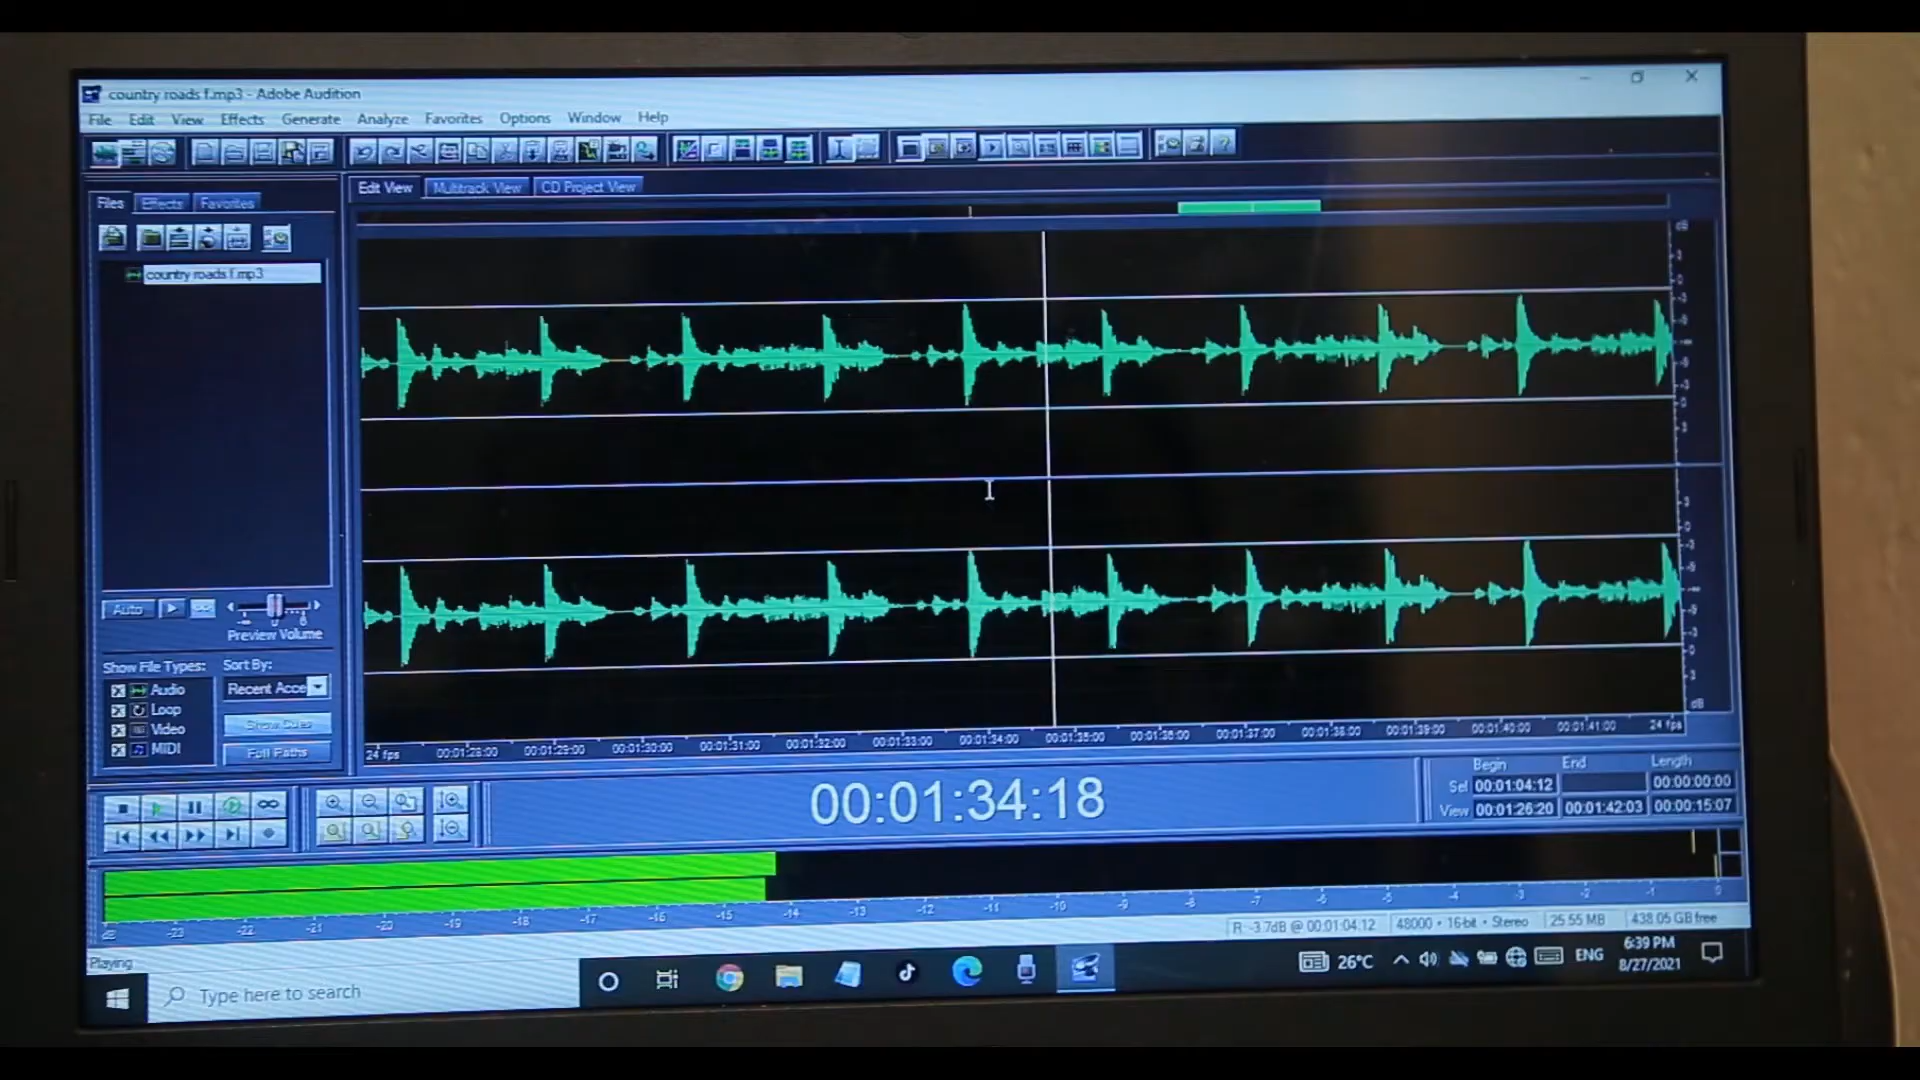 country roads f.mp3 - Adobe Audition
File Edit View Effects Generate Analyze Favorites Options Window Help
Files Effects Favorites
Edit View Multitrack View CD Project View
country roads f.mp3
dB
Auto
Preview Volume
Show File Types:
Sort By:
Audio
Loop
Video
MIDI
Recent Acce
Show Cues
Full Paths
dB
24 fps 00:01:28:00 00:01:29:00 00:01:30:00 00:01:31:00 00:01:32:00 00:01:33:00 00:01:34:00 00:01:35:00 00:01:36:00 00:01:37:00 00:01:38:00 00:01:39:00 00:01:40:00 00:01:41:00 24 fps
00:01:34:18
Begin End Length
Sel 00:01:04:12 00:00:00:00
View 00:01:26:20 00:01:42:03 00:00:15:07
dB -23 -22 -21 -20 -19 -18 -17 -16 -15 -14 -13 -12 -11 -10 -9 -8 -7 -6 -5 -4 -3 -2 -1 0
R: -3.7dB @ 00:01:04:12 48000 • 16-bit • Stereo 25.55 MB 438.05 GB free
Playing
Type here to search
26°C
ENG
6:39 PM
8/27/2021